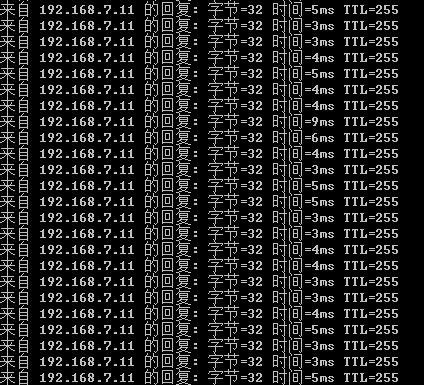 来自 192.168.7.11 的回复: 字节=32 时间=5ms TTL=255
来自 192.168.7.11 的回复: 字节=32 时间=3ms TTL=255
来自 192.168.7.11 的回复: 字节=32 时间=3ms TTL=255
来自 192.168.7.11 的回复: 字节=32 时间=4ms TTL=255
来自 192.168.7.11 的回复: 字节=32 时间=5ms TTL=255
来自 192.168.7.11 的回复: 字节=32 时间=4ms TTL=255
来自 192.168.7.11 的回复: 字节=32 时间=4ms TTL=255
来自 192.168.7.11 的回复: 字节=32 时间=9ms TTL=255
来自 192.168.7.11 的回复: 字节=32 时间=6ms TTL=255
来自 192.168.7.11 的回复: 字节=32 时间=4ms TTL=255
来自 192.168.7.11 的回复: 字节=32 时间=3ms TTL=255
来自 192.168.7.11 的回复: 字节=32 时间=5ms TTL=255
来自 192.168.7.11 的回复: 字节=32 时间=5ms TTL=255
来自 192.168.7.11 的回复: 字节=32 时间=3ms TTL=255
来自 192.168.7.11 的回复: 字节=32 时间=3ms TTL=255
来自 192.168.7.11 的回复: 字节=32 时间=4ms TTL=255
来自 192.168.7.11 的回复: 字节=32 时间=4ms TTL=255
来自 192.168.7.11 的回复: 字节=32 时间=3ms TTL=255
来自 192.168.7.11 的回复: 字节=32 时间=3ms TTL=255
来自 192.168.7.11 的回复: 字节=32 时间=4ms TTL=255
来自 192.168.7.11 的回复: 字节=32 时间=5ms TTL=255
来自 192.168.7.11 的回复: 字节=32 时间=3ms TTL=255
来自 192.168.7.11 的回复: 字节=32 时间=3ms TTL=255
来自 192.168.7.11 的回复: 字节=32 时间=5ms TTL=255